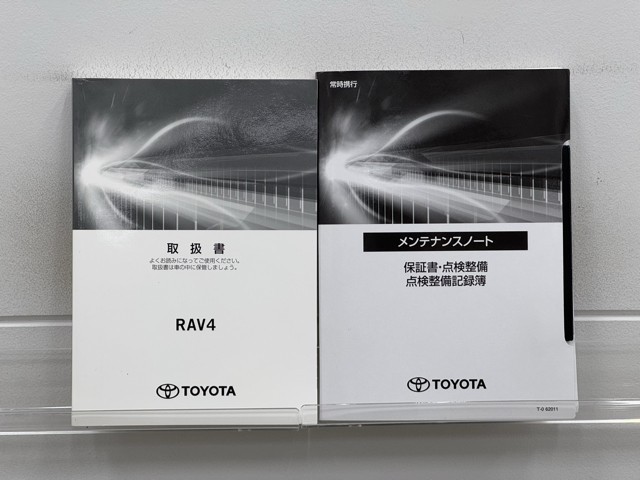 取扱書
よくお読みになってご使用ください。
取扱書は車の中に保管しましょう。
RAV4
TOYOTA
常時携行
メンテナンスノート
保証書・点検整備
点検整備記録簿
TOYOTA
T-U 62011